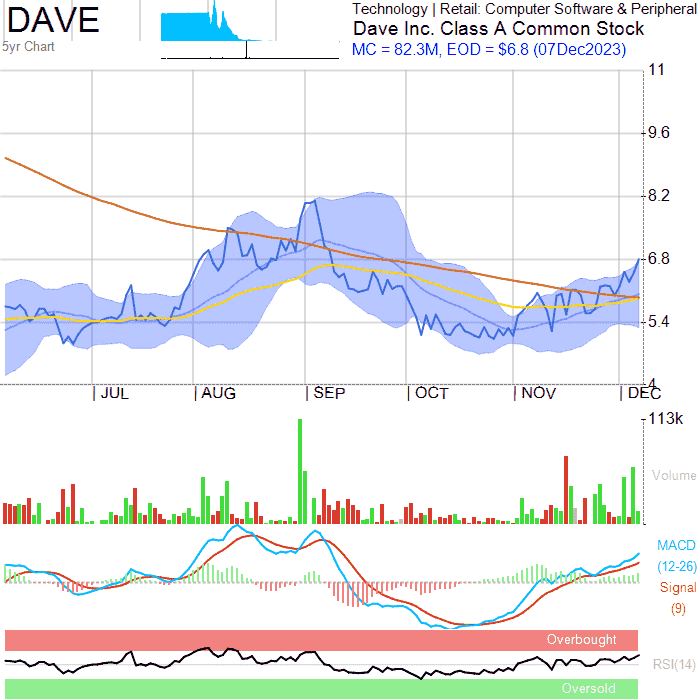 DAVE
5yr Chart
Technology | Retail: Computer Software & Peripheral
Dave Inc. Class A Common Stock
MC = 82.3M, EOD = $6.8 (07Dec2023)
11
9.6
8.2
6.8
5.4
4
JUL
AUG
SEP
OCT
NOV
DEC
113k
Volume
MACD
(12-26)
Signal
(9)
Overbought
RSI(14)
Oversold